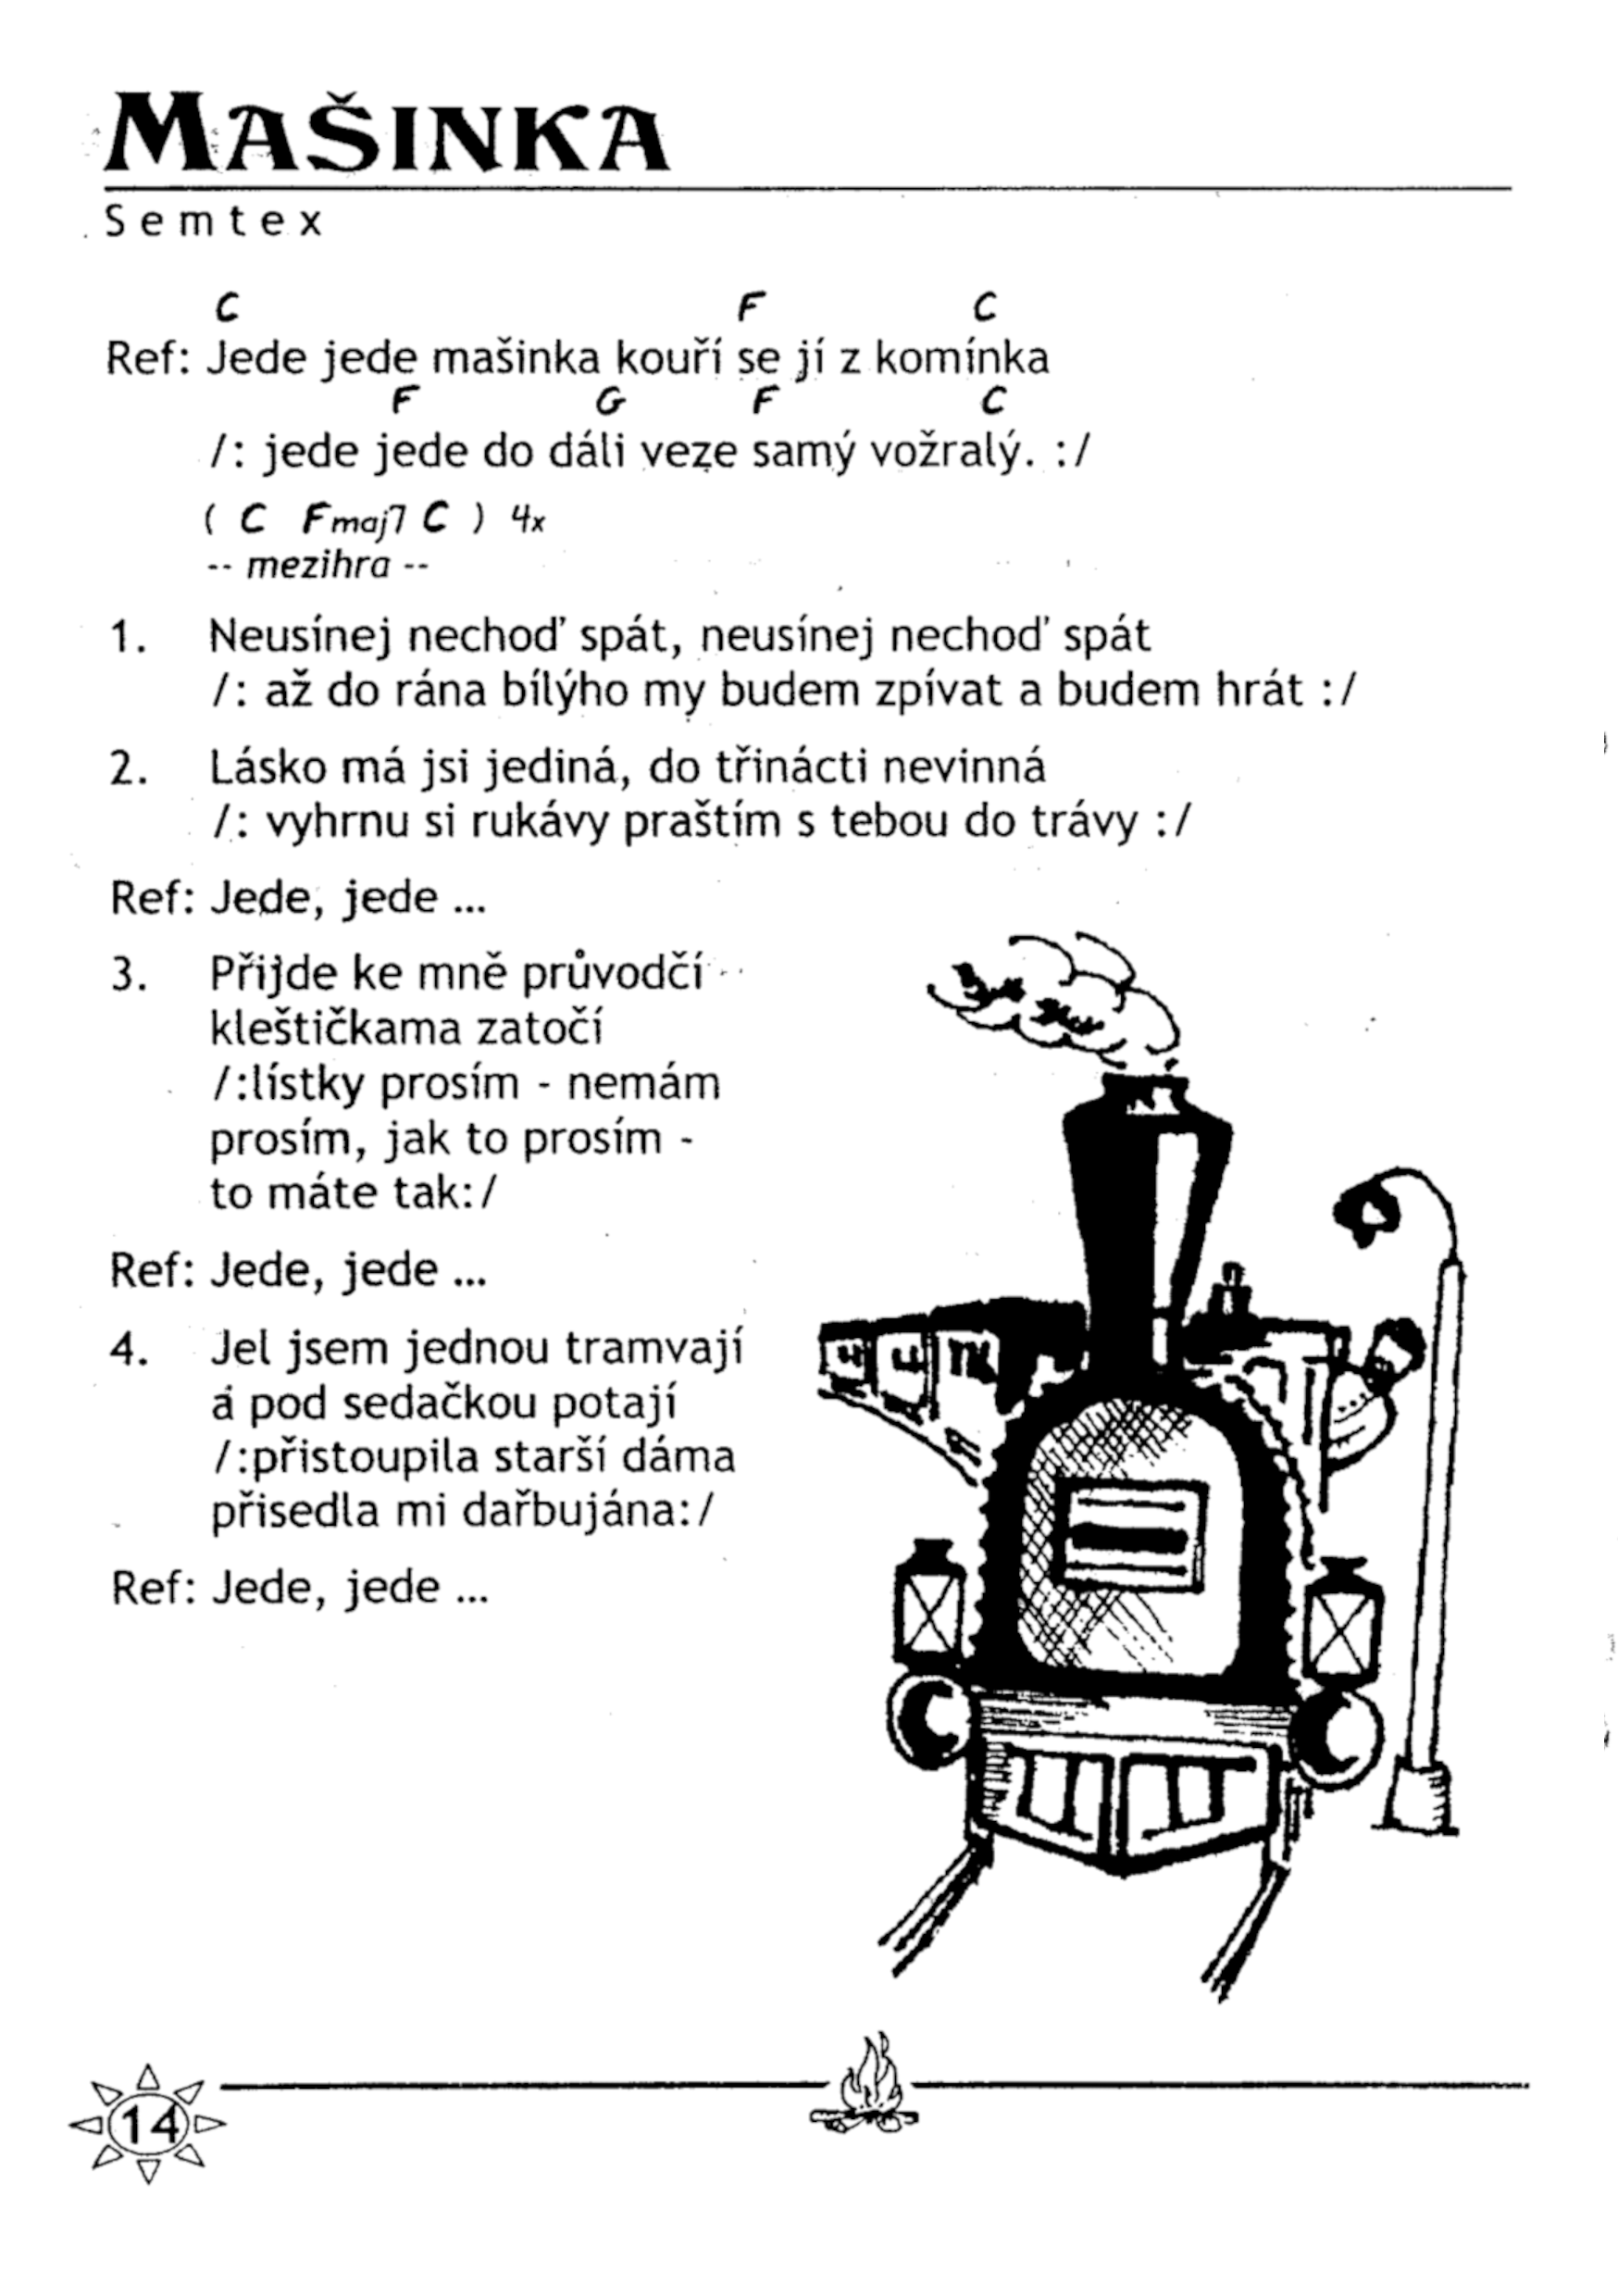 MAŠINKA
Semtex
C F C
Ref: Jede jede mašinka kouří se jí z komínka
F G F C
/: jede jede do dáli veze samý vožralý. :/
( C Fmaj7 C ) 4x
-- mezihra --
1. Neusínej nechoď spát, neusínej nechoď spát
/: až do rána bílýho my budem zpívat a budem hrát :/
2. Lásko má jsi jediná, do třinácti nevinná
/: vyhrnu si rukávy praštím s tebou do trávy :/
Ref: Jede, jede ...
3. Přijde ke mně průvodčí
kleštičkama zatočí
/:lístky prosím - nemám
prosím, jak to prosím -
to máte tak:/
Ref: Jede, jede ...
4. Jel jsem jednou tramvají
a pod sedačkou potají
/:přistoupila starší dáma
přisedla mi dařbujána:/
Ref: Jede, jede ...
14